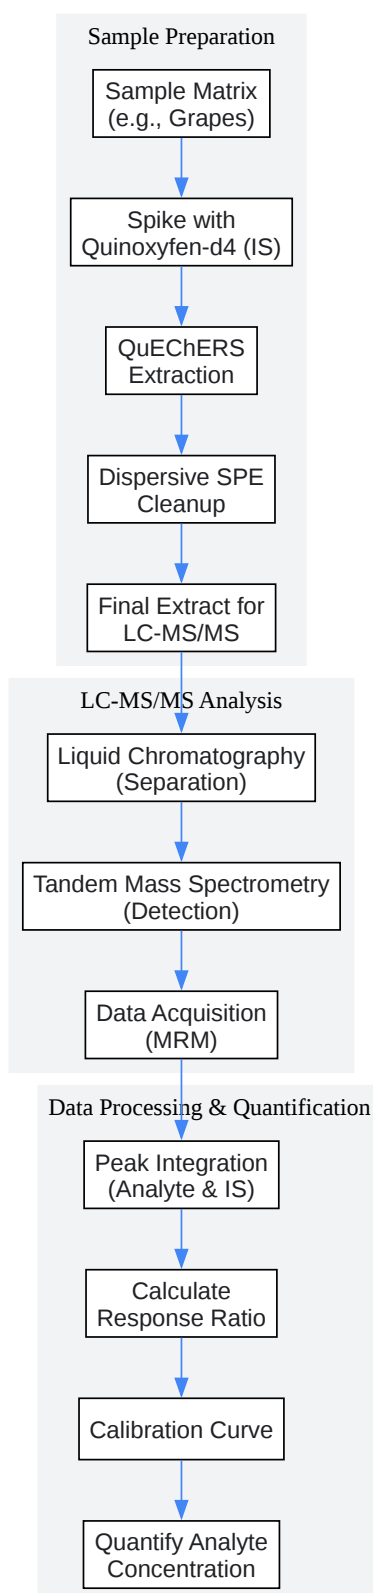 Sample Preparation
Sample Matrix
(e.g., Grapes)
Spike with
Quinoxyfen-d4 (IS)
QuEChERS
Extraction
Dispersive SPE
Cleanup
Final Extract for
LC-MS/MS
LC-MS/MS Analysis
Liquid Chromatography
(Separation)
Tandem Mass Spectrometry
(Detection)
Data Acquisition
(MRM)
Data Processing & Quantification
Peak Integration
(Analyte & IS)
Calculate
Response Ratio
Calibration Curve
Quantify Analyte
Concentration